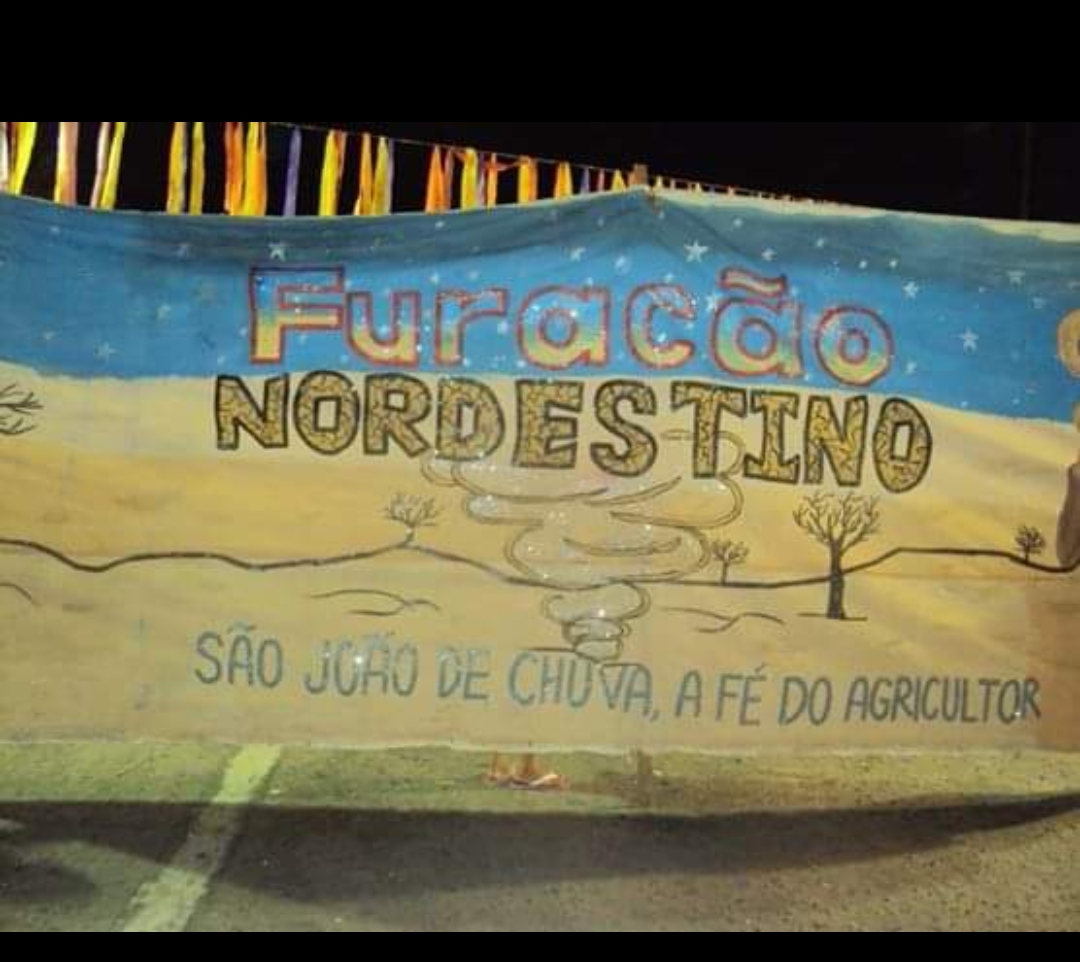 Furacão
NORDESTINO
SÃO JOÃO DE CHUVA, A FÉ DO AGRICULTOR